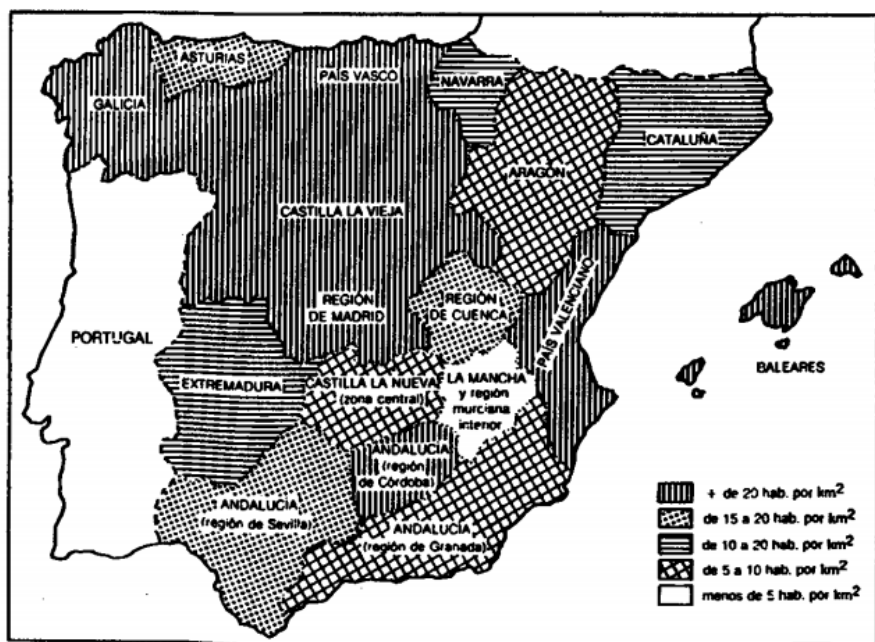 ASTURIAS
PAÍS VASCO
NAVARRA
GALICIA
CATALUÑA
ARAGÓN
CASTILLA LA VIEJA
PAÍS VALENCIANO
REGIÓN
DE MADRID
REGIÓN
DE CUENCA
PORTUGAL
BALEARES
EXTREMADURA
CASTILLA LA NUEVA
(zona central)
LA MANCHA
y región
murciana
interior
ANDALUCÍA
(región
de Córdoba)
ANDALUCÍA
(región de Sevilla)
ANDALUCÍA
(región de Granada)
+ de 20 hab. por km²
de 15 a 20 hab. por km²
de 10 a 20 hab. por km²
de 5 a 10 hab. por km²
menos de 5 hab. por km²